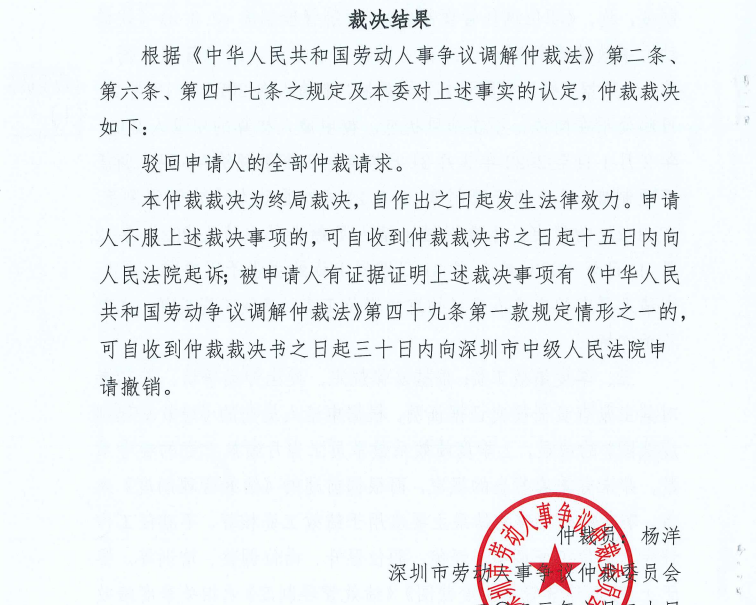 裁决结果
根据《中华人民共和国劳动人事争议调解仲裁法》第二条、
第六条、第四十七条之规定及本委对上述事实的认定，仲裁裁决
如下：
驳回申请人的全部仲裁请求。
本仲裁裁决为终局裁决，自作出之日起发生法律效力。申请
人不服上述裁决事项的，可自收到仲裁裁决书之日起十五日内向
人民法院起诉；被申请人有证据证明上述裁决事项有《中华人民
共和国劳动争议调解仲裁法》第四十九条第一款规定情形之一的，
可自收到仲裁裁决书之日起三十日内向深圳市中级人民法院申
请撤销。
仲裁员：杨洋
深圳市劳动人事争议仲裁委员会
圳市劳动人事争议仲裁委员会